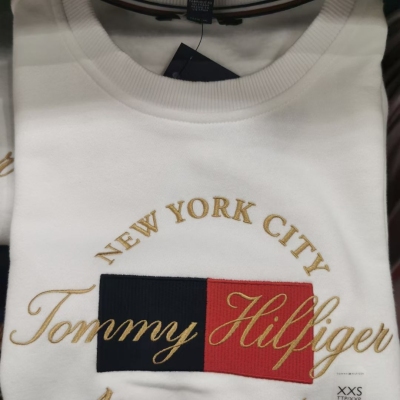 NEW YORK CITY
Tommy Hilfiger
XXS